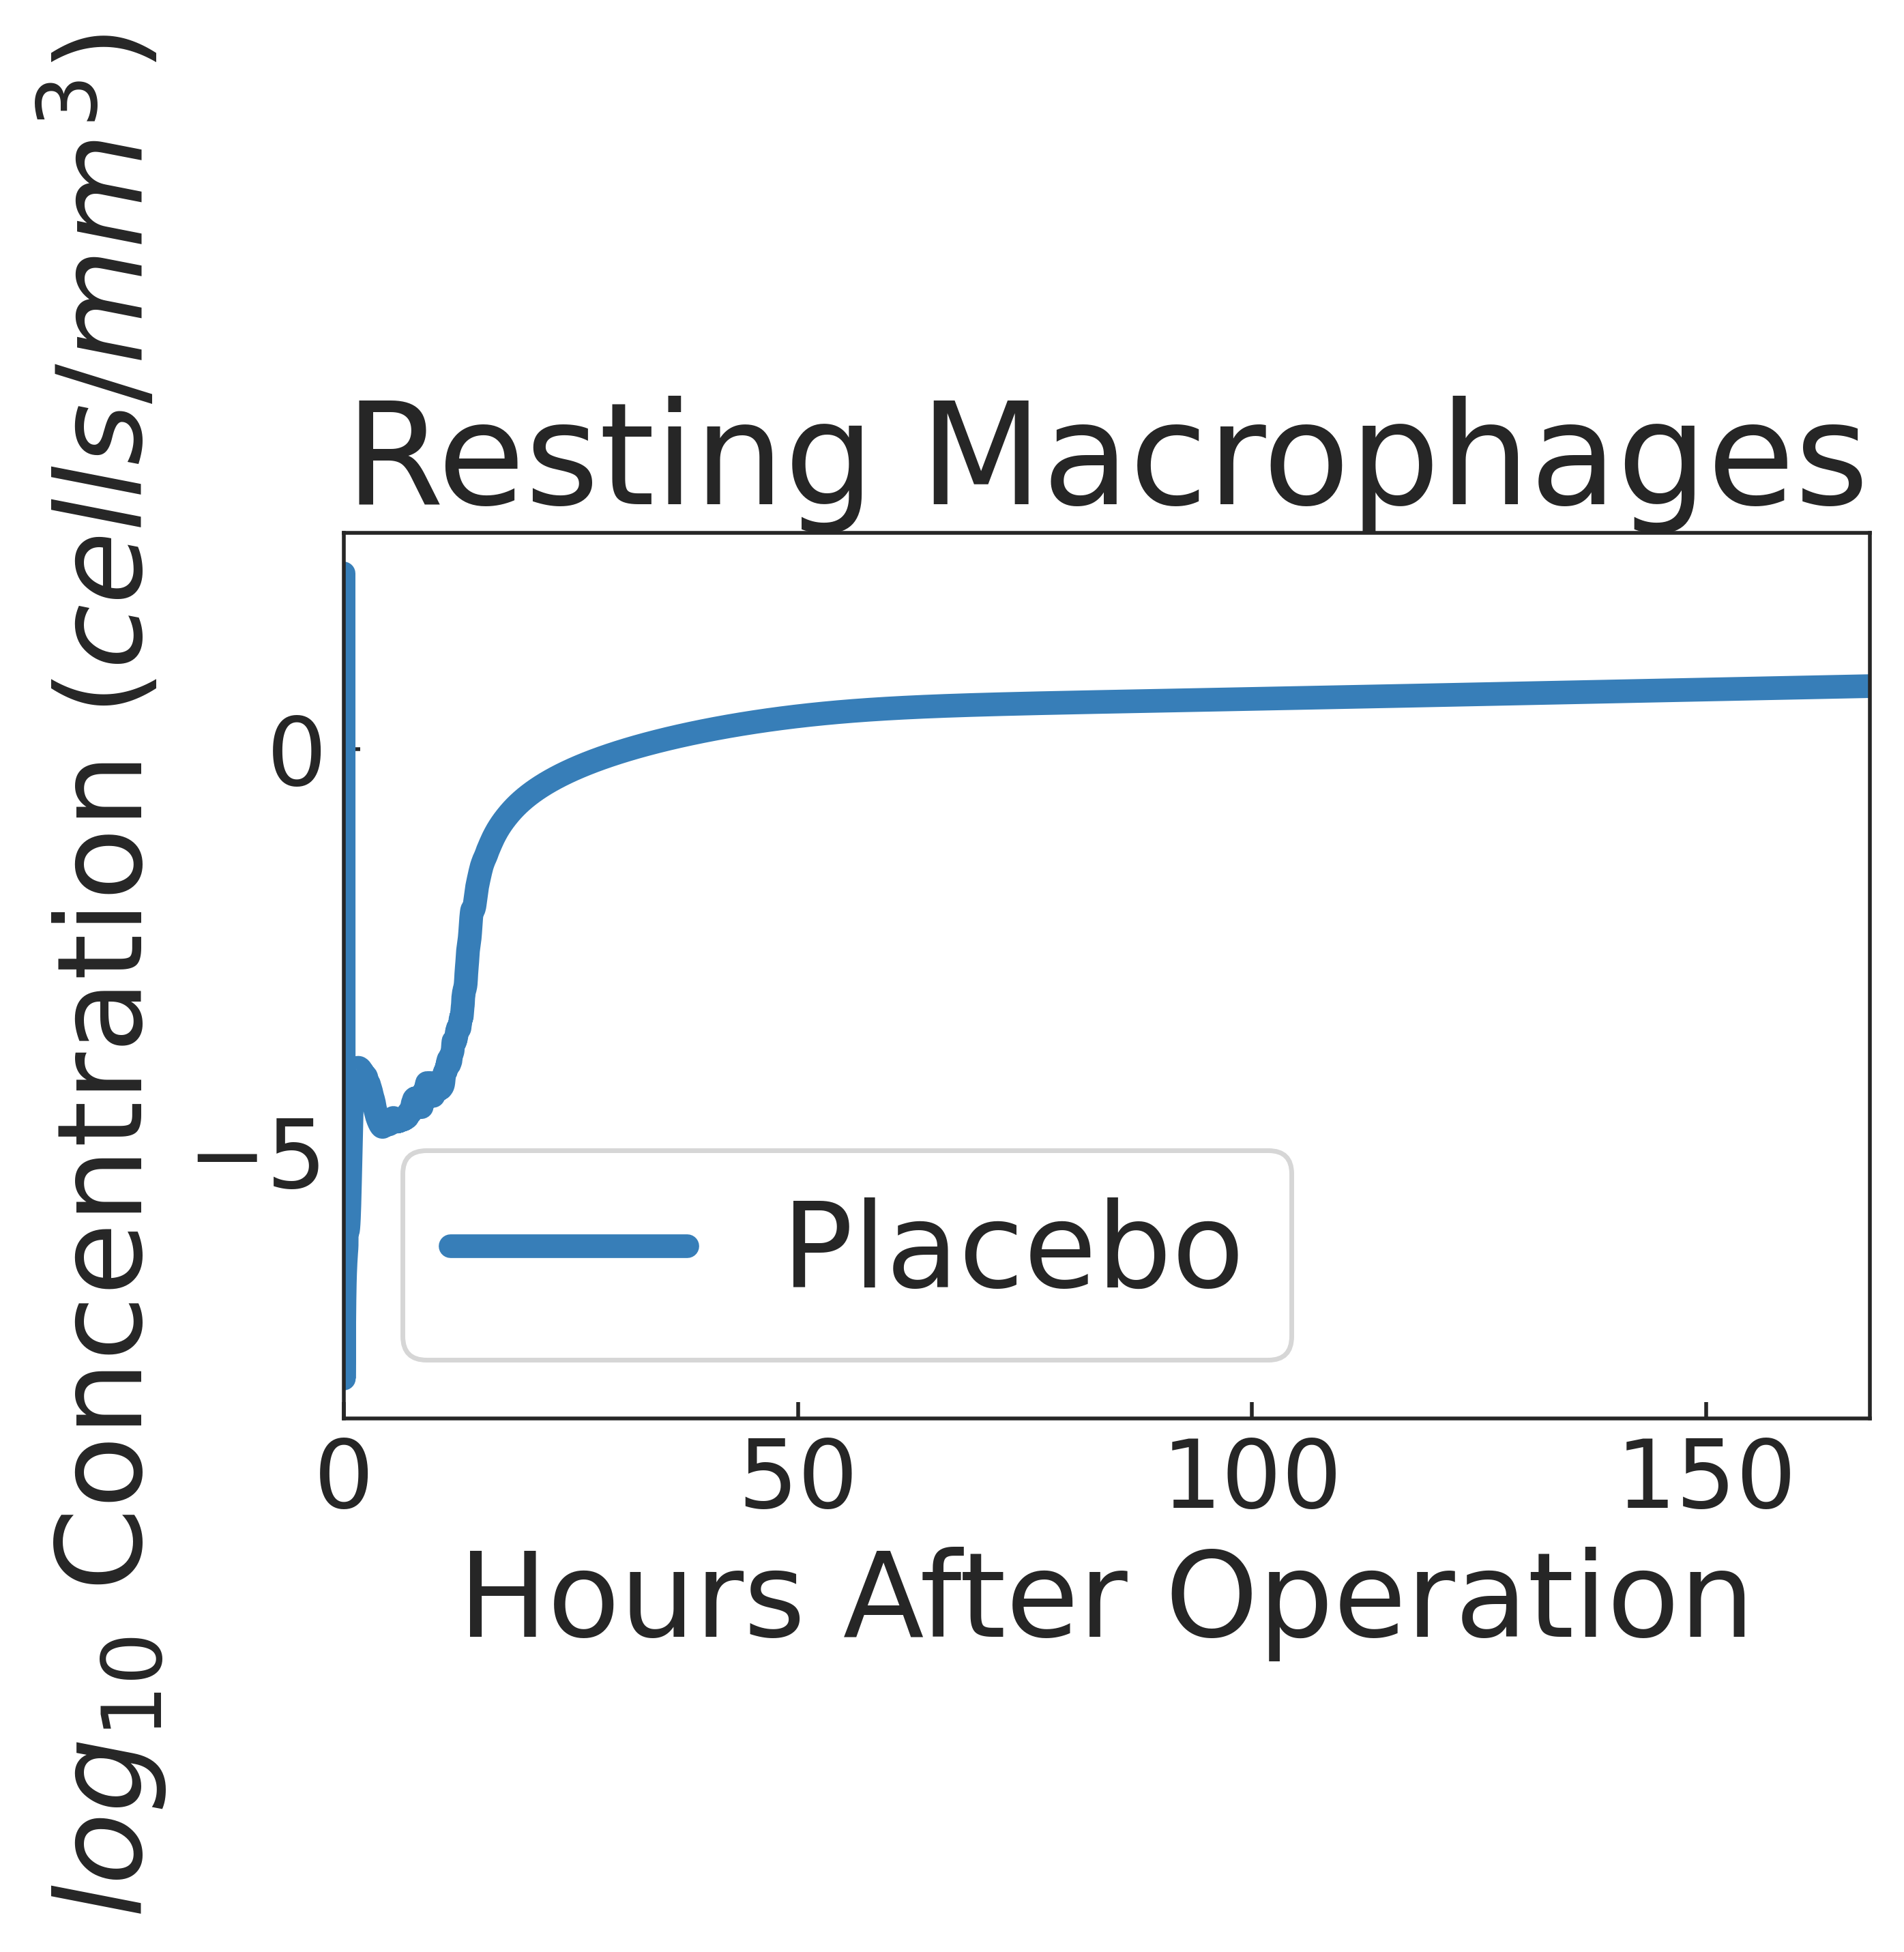 Resting Macrophages
log10 Concentration (cells/mm3)
0
−5
Placebo
0 50 100 150
Hours After Operation